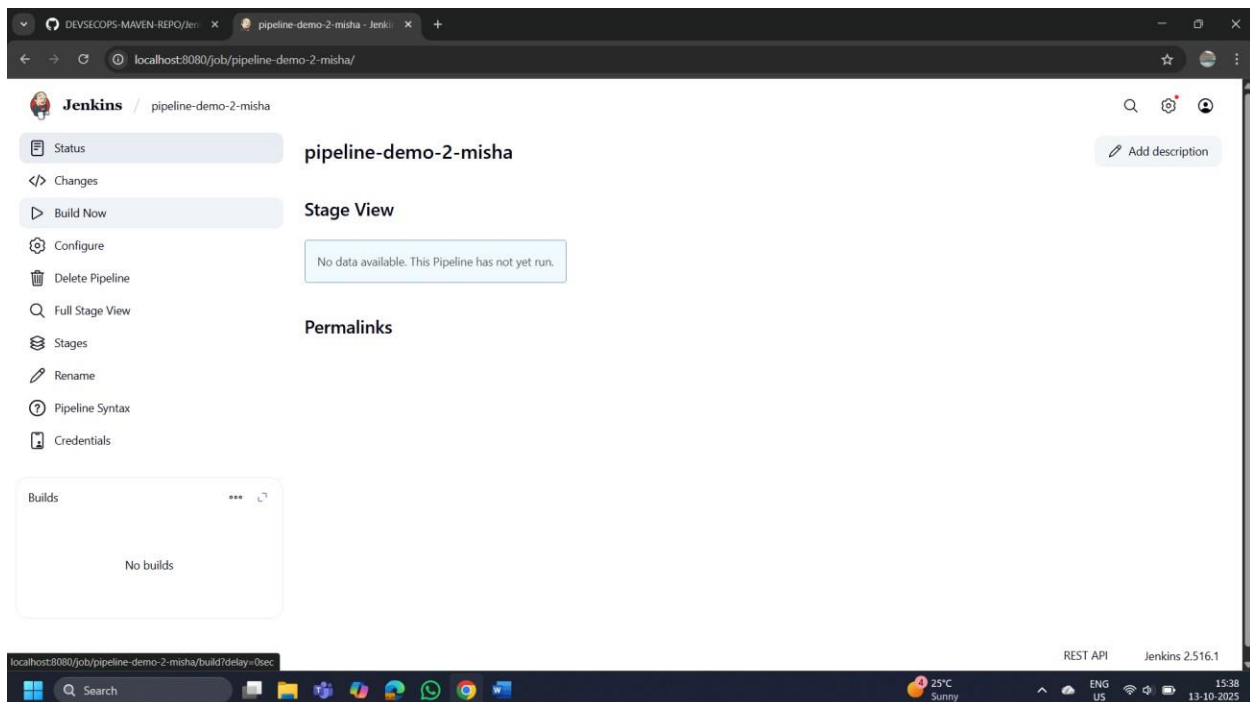 DEVSECOPS-MAVEN-REPO/Jen
pipeline-demo-2-misha - Jenki
localhost:8080/job/pipeline-demo-2-misha/
Jenkins / pipeline-demo-2-misha
Status
Changes
Build Now
Configure
Delete Pipeline
Full Stage View
Stages
Rename
Pipeline Syntax
Credentials
Builds
No builds
pipeline-demo-2-misha
Add description
Stage View
No data available. This Pipeline has not yet run.
Permalinks
REST API Jenkins 2.516.1
localhost:8080/job/pipeline-demo-2-misha/build?delay=0sec
Search
4
25°C
Sunny
ENG
US
15:38
13-10-2025